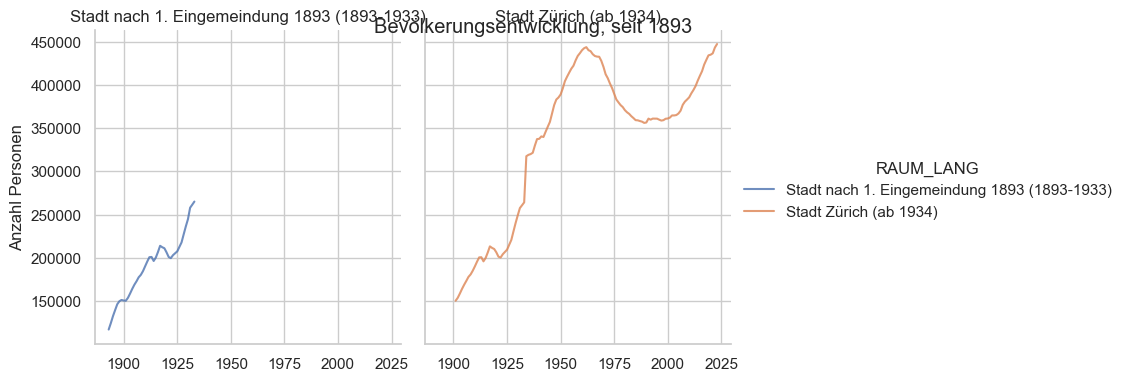 Stadt nach 1. Eingemeindung 1893 (1893-1933)
Stadt Zürich (ab 1934)
Bevölkerungsentwicklung, seit 1893
450000
400000
350000
300000
250000
200000
150000
Anzahl Personen
1900 1925 1950 1975 2000 2025
1900 1925 1950 1975 2000 2025
RAUM_LANG
Stadt nach 1. Eingemeindung 1893 (1893-1933)
Stadt Zürich (ab 1934)